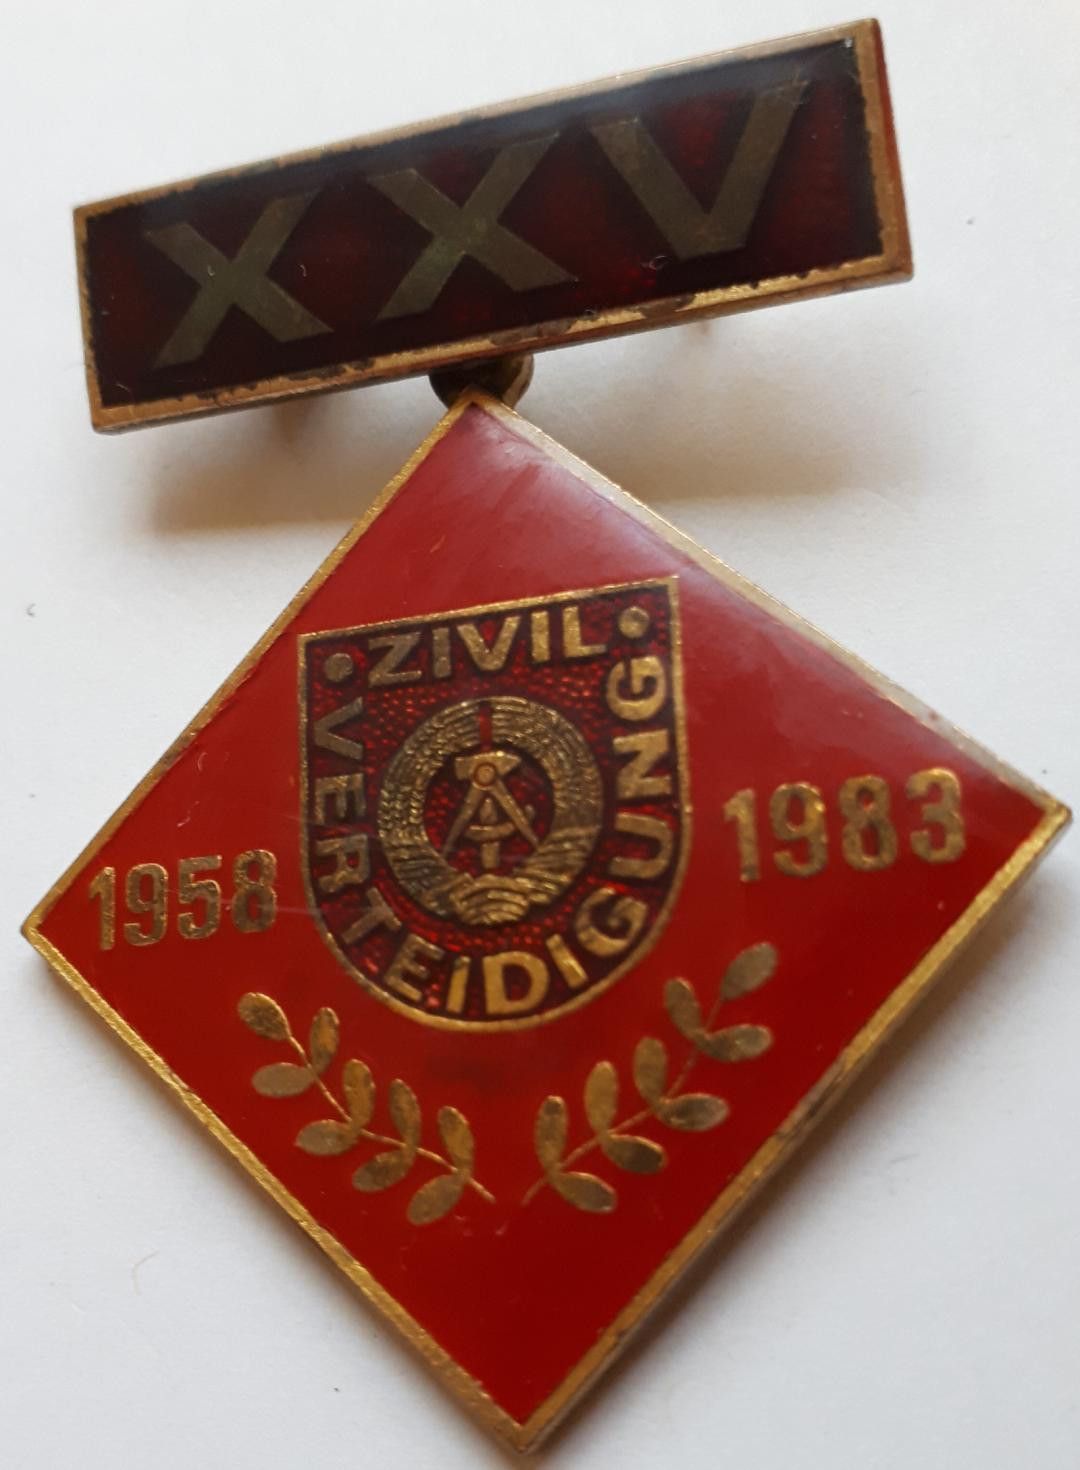 XXV
ZIVIL
VERTEIDIGUNG
1958
1983